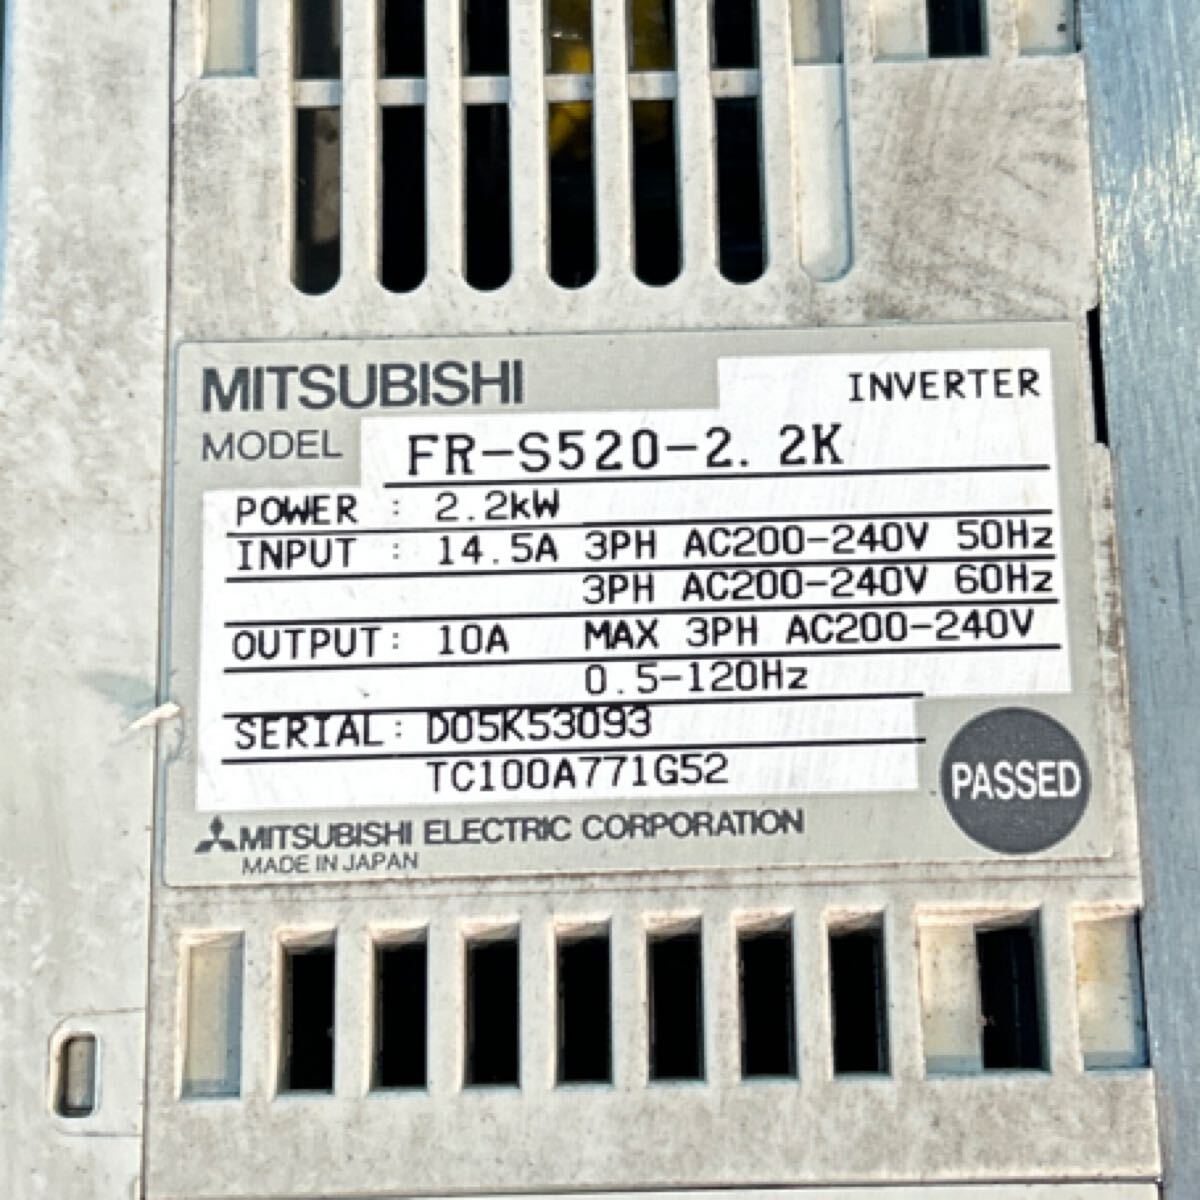 MITSUBISHI
INVERTER
MODEL FR-S520-2.2K
POWER : 2.2kW
INPUT : 14.5A 3PH AC200-240V 50Hz
3PH AC200-240V 60Hz
OUTPUT: 10A MAX 3PH AC200-240V
0.5-120Hz
SERIAL: D05K53093
TC100A771G52
PASSED
MITSUBISHI ELECTRIC CORPORATION
MADE IN JAPAN